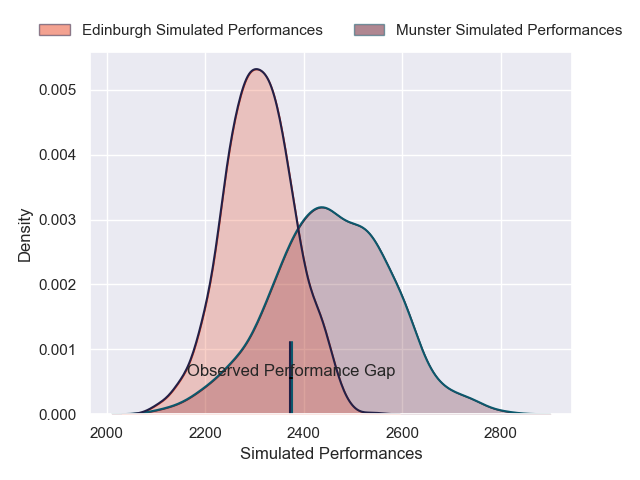 Edinburgh Simulated Performances
Munster Simulated Performances
0.005
0.004
0.003
0.002
0.001
0.000
Density
Observed Performance Gap
2000
2200
2400
2600
2800
Simulated Performances